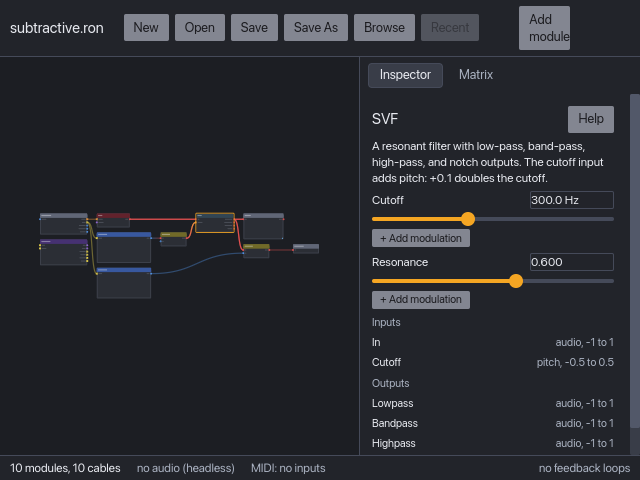 subtractive.ron New Open Save Save As Browse Recent Add module
Inspector Matrix
SVF Help
A resonant filter with low-pass, band-pass,
high-pass, and notch outputs. The cutoff input
adds pitch: +0.1 doubles the cutoff.
Cutoff 300.0 Hz
+ Add modulation
Resonance 0.600
+ Add modulation
Inputs
In audio, -1 to 1
Cutoff pitch, -0.5 to 0.5
Outputs
Lowpass audio, -1 to 1
Bandpass audio, -1 to 1
Highpass audio, -1 to 1
10 modules, 10 cables no audio (headless) MIDI: no inputs no feedback loops